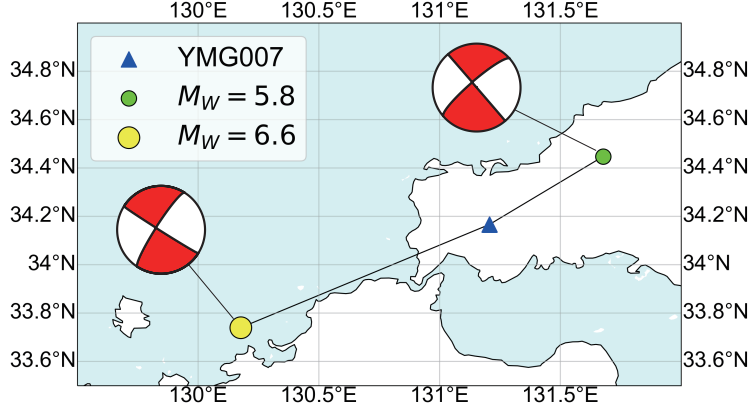 130°E 130.5°E 131°E 131.5°E
34.8°N 34.8°N
34.6°N 34.6°N
34.4°N 34.4°N
34.2°N 34.2°N
34°N 34°N
33.8°N 33.8°N
33.6°N 33.6°N
YMG007
M_W = 5.8
M_W = 6.6
130°E 130.5°E 131°E 131.5°E